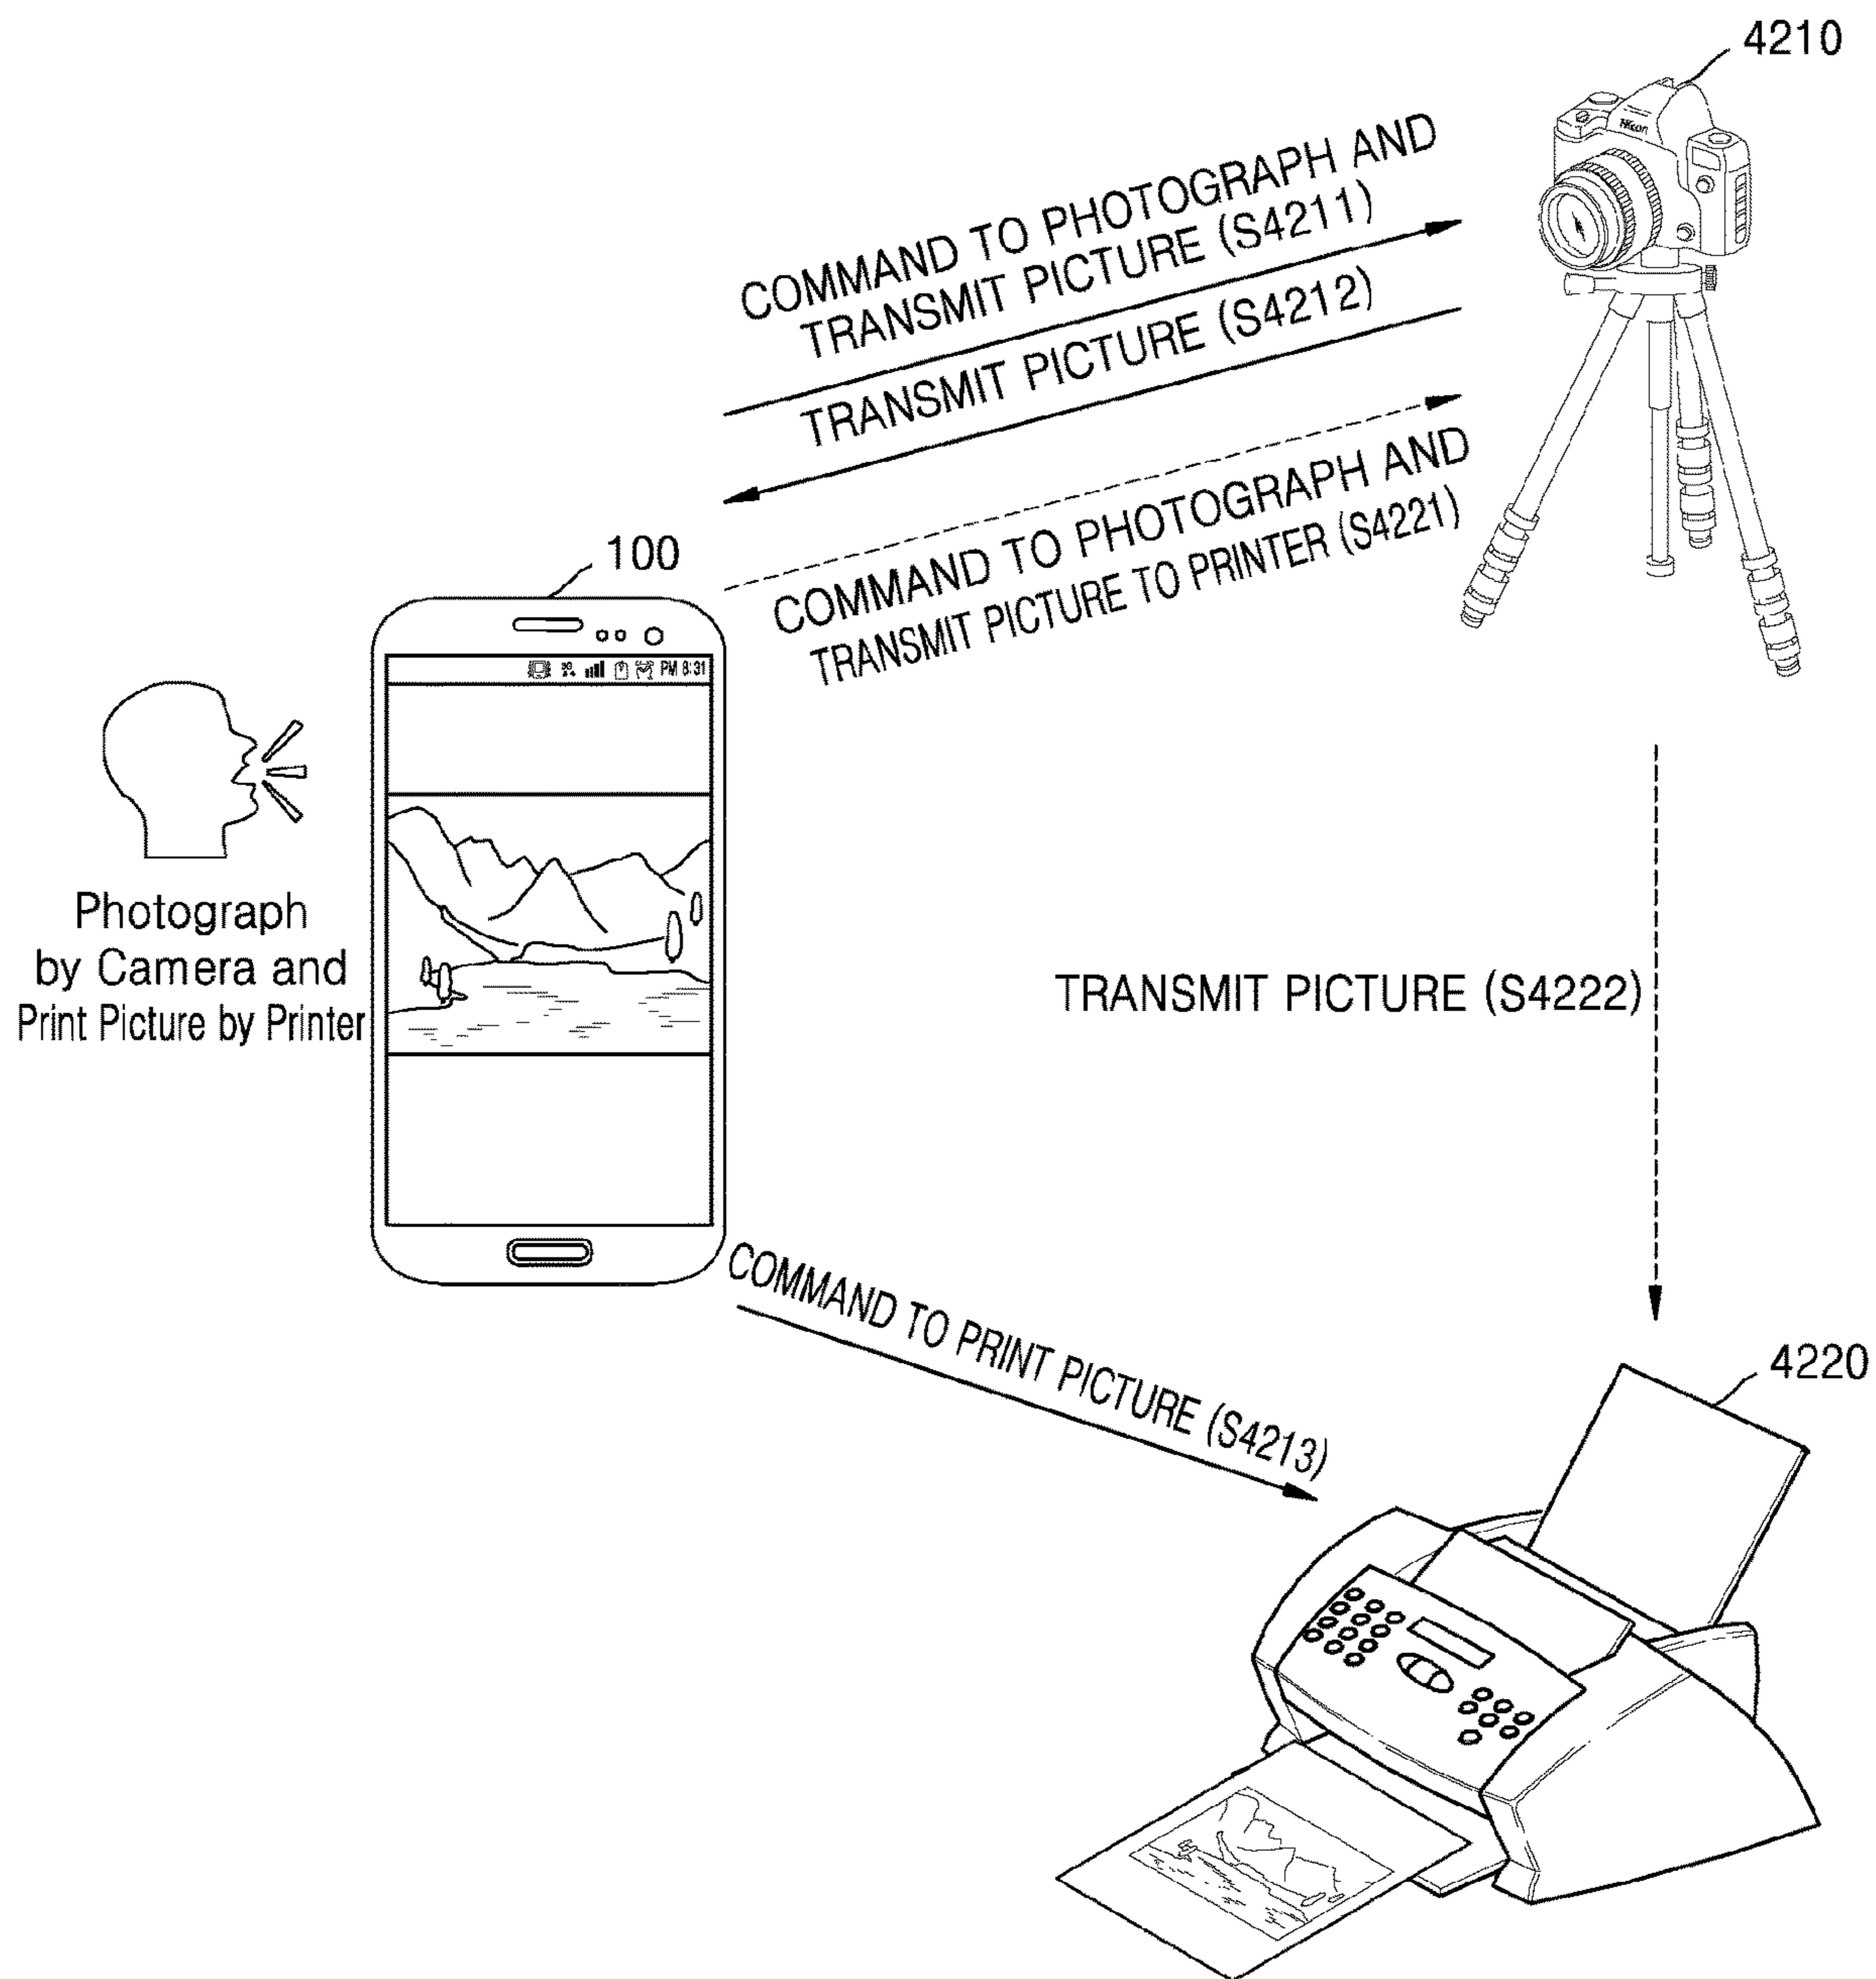 4210
COMMAND TO PHOTOGRAPH AND
TRANSMIT PICTURE (S4211)
TRANSMIT PICTURE (S4212)
COMMAND TO PHOTOGRAPH AND
TRANSMIT PICTURE TO PRINTER (S4221)
100
PM 8:31
Photograph
by Camera and
Print Picture by Printer
TRANSMIT PICTURE (S4222)
COMMAND TO PRINT PICTURE (S4213)
4220